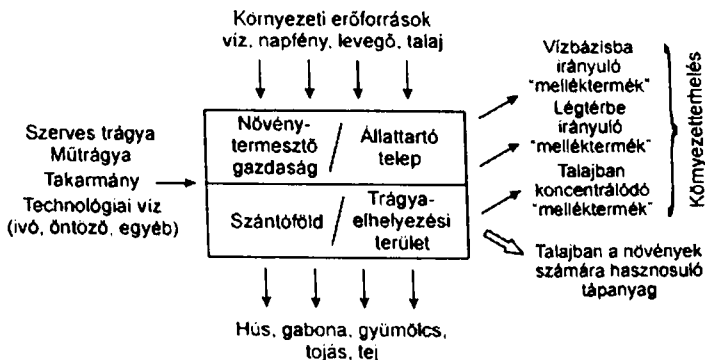 Környezeti erőforrások
víz, napfény, levegő, talaj
Szerves trágya
Műtrágya
Takarmány
Technológiai víz
(ivó, öntöző, egyéb)
Növény-
termesztő
gazdaság
/
Állattartó
telep
Szántóföld
/
Trágya-
elhelyezési
terület
Vízbázisba
irányuló
"melléktermék"
Légtérbe
irányuló
"melléktermék"
Talajban
koncentrálódó
"melléktermék"
Környezetterhelés
Talajban a növények
számára hasznosuló
tápanyag
Hús, gabona, gyümölcs,
tojás, tej